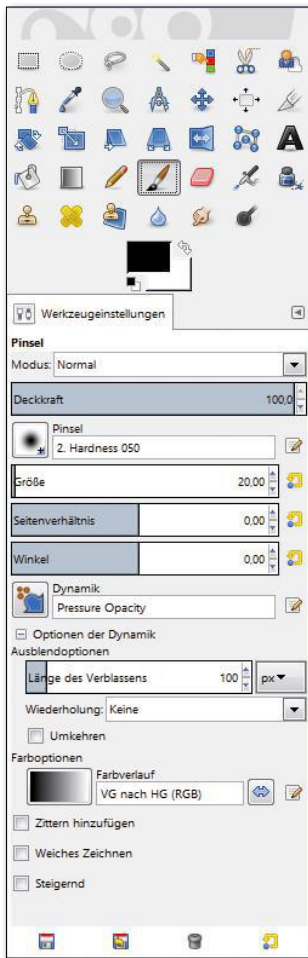 Werkzeugeinstellungen
Pinsel
Modus: Normal
Deckkraft 100,0
Pinsel
2. Hardness 050
Größe 20,00
Seitenverhältnis 0,00
Winkel 0,00
Dynamik
Pressure Opacity
Optionen der Dynamik
Ausblendoptionen
Länge des Verblassens 100 px
Wiederholung: Keine
Umkehren
Farboptionen
Farbverlauf
VG nach HG (RGB)
Zittern hinzufügen
Weiches Zeichnen
Steigernd